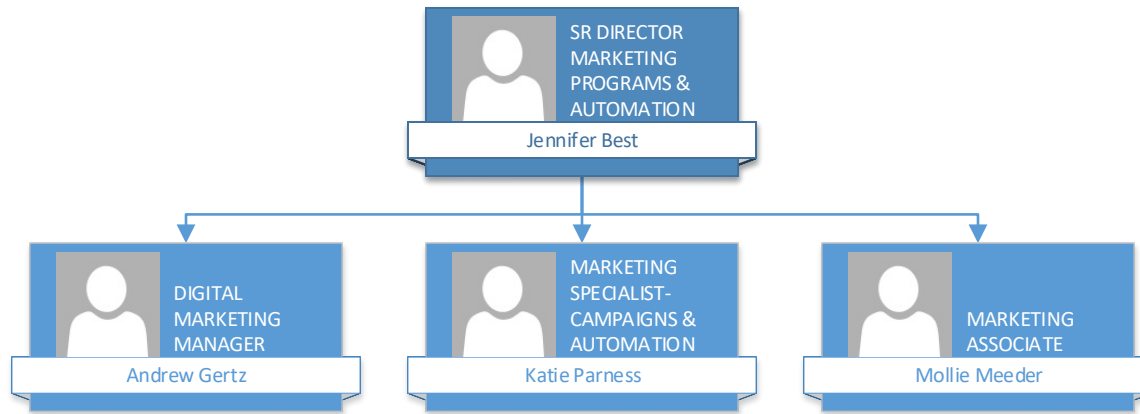 SR DIRECTOR
MARKETING
PROGRAMS &
AUTOMATION
Jennifer Best
DIGITAL
MARKETING
MANAGER
Andrew Gertz
MARKETING
SPECIALIST-
CAMPAIGNS &
AUTOMATION
Katie Parness
MARKETING
ASSOCIATE
Mollie Meeder